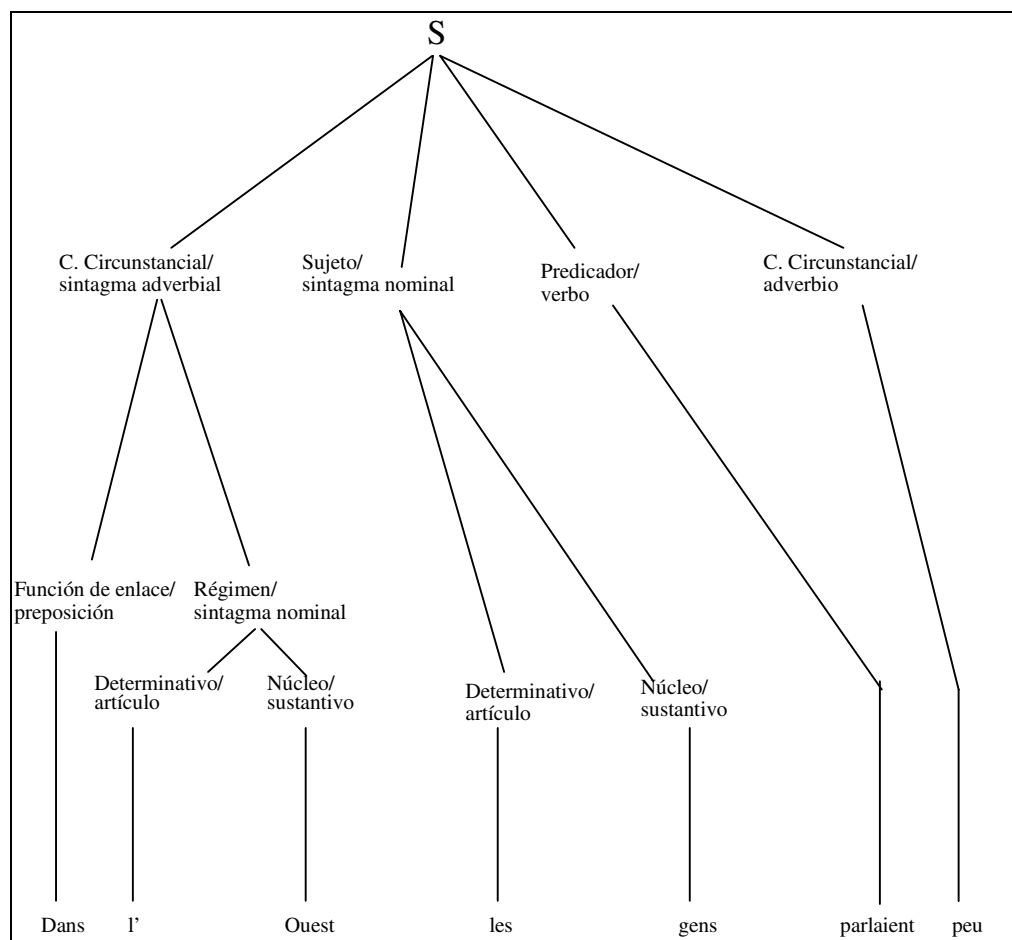 S
C. Circunstancial/
sintagma adverbial
Sujeto/
sintagma nominal
Predicador/
verbo
C. Circunstancial/
adverbio
Función de enlace/
preposición
Régimen/
sintagma nominal
Determinativo/
artículo
Núcleo/
sustantivo
Determinativo/
artículo
Núcleo/
sustantivo
Dans l' Ouest les gens parlaient peu